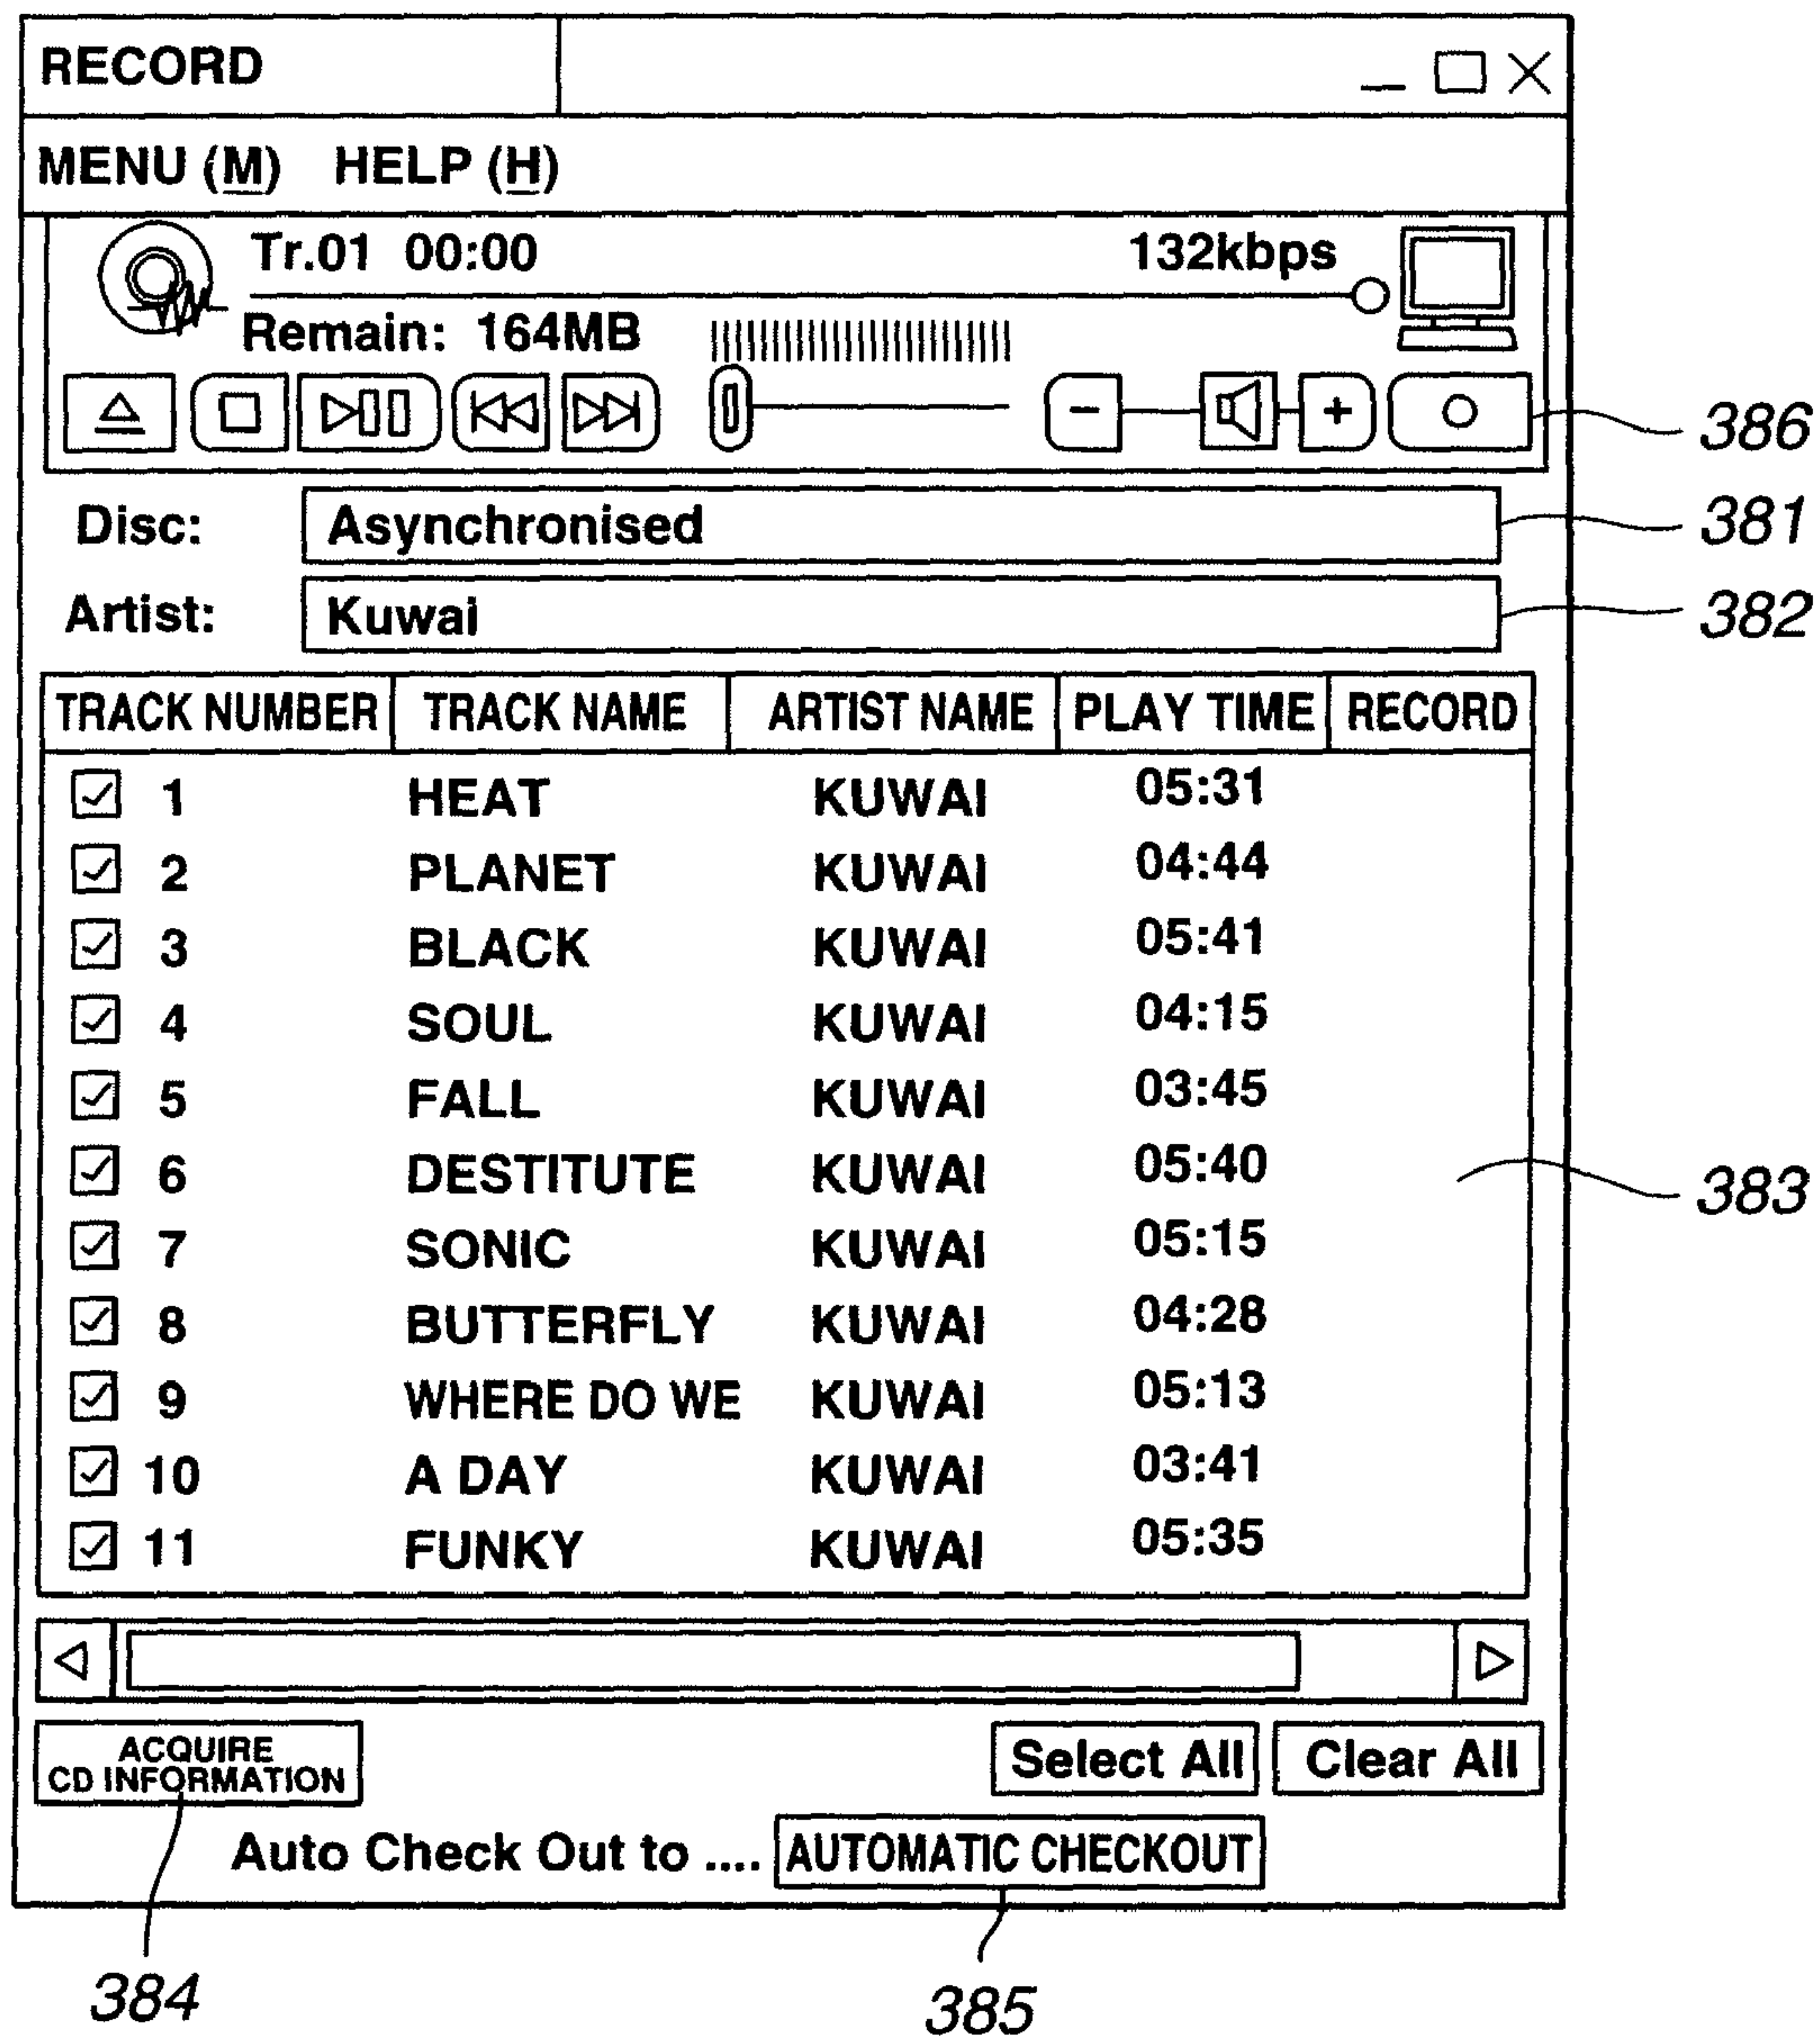 RECORD
MENU (M) HELP (H)
Tr.01 00:00 132kbps
Remain: 164MB
- +
386
Disc: Asynchronised 381
Artist: Kuwai 382
TRACK NUMBER TRACK NAME ARTIST NAME PLAY TIME RECORD
1 HEAT KUWAI 05:31
2 PLANET KUWAI 04:44
3 BLACK KUWAI 05:41
4 SOUL KUWAI 04:15
5 FALL KUWAI 03:45
6 DESTITUTE KUWAI 05:40
383
7 SONIC KUWAI 05:15
8 BUTTERFLY KUWAI 04:28
9 WHERE DO WE KUWAI 05:13
10 A DAY KUWAI 03:41
11 FUNKY KUWAI 05:35
ACQUIRE
CD INFORMATION
Select All Clear All
Auto Check Out to .... AUTOMATIC CHECKOUT
384 385